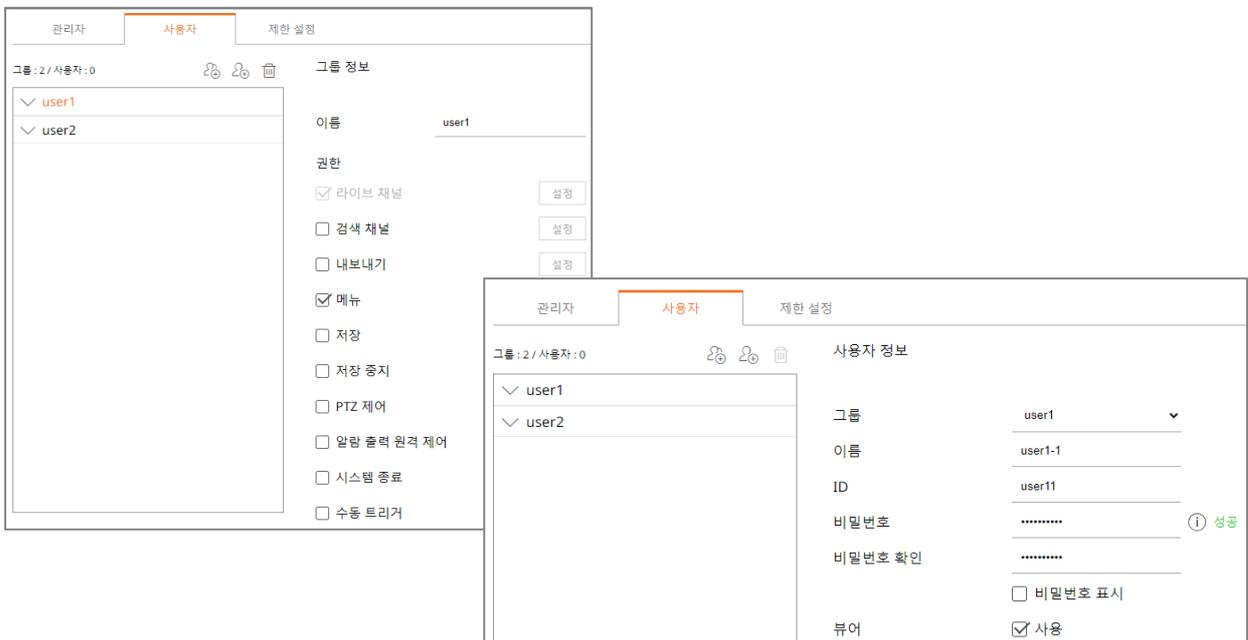 관리자 사용자 제한 설정
그룹 : 2 / 사용자 : 0
user1
user2
그룹 정보
이름 user1
권한
라이브 채널 설정
검색 채널 설정
내보내기 설정
메뉴
저장
저장 중지
PTZ 제어
알람 출력 원격 제어
시스템 종료
수동 트리거
관리자 사용자 제한 설정
그룹 : 2 / 사용자 : 0
user1
user2
사용자 정보
그룹 user1
이름 user1-1
ID user11
비밀번호 •••••••••• 성공
비밀번호 확인 ••••••••••
비밀번호 표시
뷰어 사용